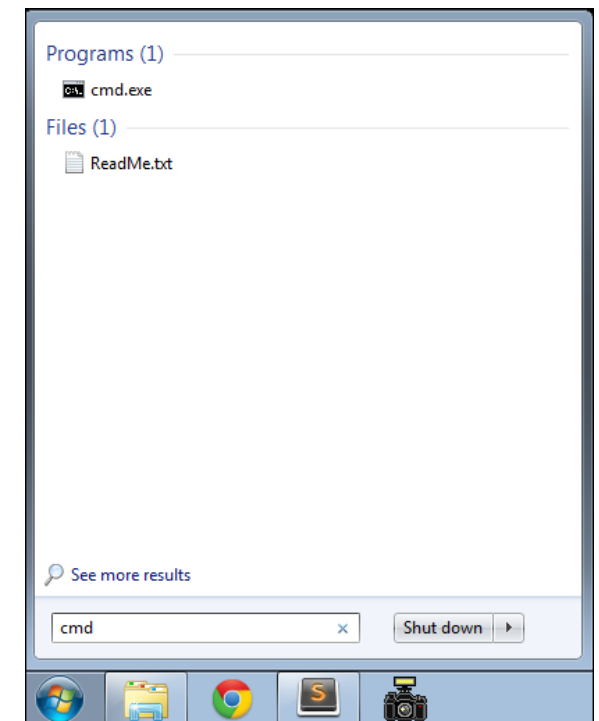 Programs (1)
cmd.exe
Files (1)
ReadMe.txt
See more results
cmd
Shut down